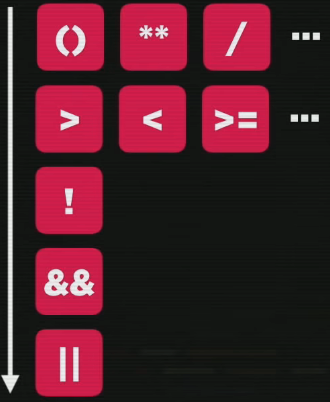 () ** / ...
> < >= ...
!
&&
||